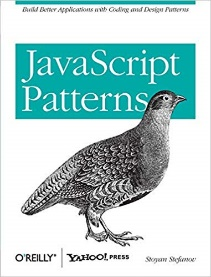 Build Better Applications with Coding and Design Patterns
JavaScript
Patterns
O'REILLY® YAHOO! PRESS
Stoyan Stefanov